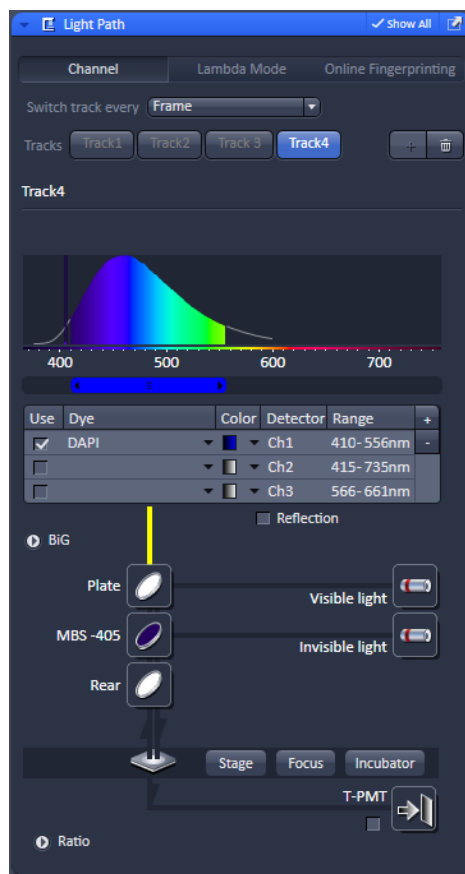 Light Path
Show All
Channel Lambda Mode Online Fingerprinting
Switch track every Frame
Tracks Track1 Track2 Track 3 Track4 +
Track4
400 500 600 700
Use Dye Color Detector Range +
DAPI Ch1 410-556nm -
Ch2 415-735nm
Ch3 566-661nm
Reflection
BiG
Plate
Visible light
MBS -405
Invisible light
Rear
Stage Focus Incubator
T-PMT
Ratio